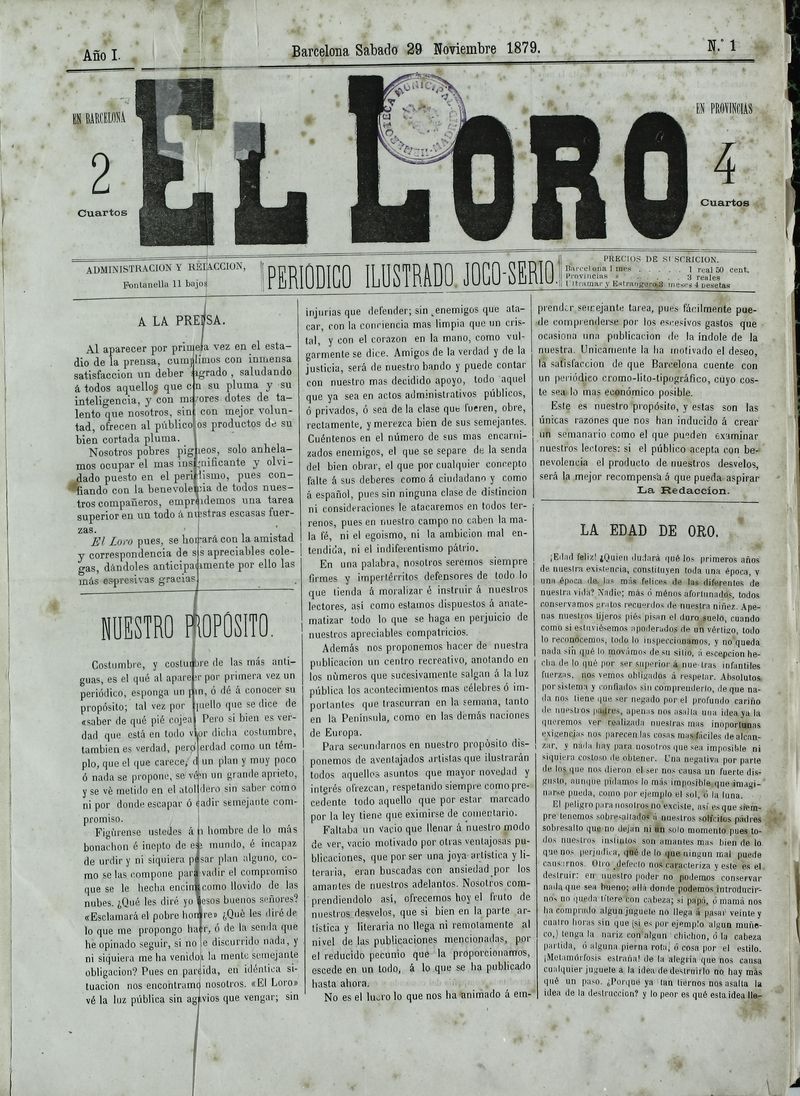 Año I.
Barcelona Sabado 29 Noviembre 1879.
N.° 1
EN BARCELONA
2
Cuartos
EL LORO
EN PROVINCIAS
4
Cuartos
HEMEROTECA MUNICIPAL
MADRID
ADMINISTRACION Y REDACCION,
Fontanella 11 bajos
PERIÓDICO ILUSTRADO JOCO-SERIO.
PRECIOS DE SUSCRICION.
Barcelona 1 mes . . . . . . 1 real 50 cent.
Provincias » . . . . . . 3 reales
Ultramar y Estrangero 3 meses 4 pesetas
A LA PRENSA.
Al aparecer por primera vez en el esta-
dio de la prensa, cumplimos con inmensa
satisfaccion un deber sagrado, saludando
á todos aquellos que con su pluma y su
inteligencia, y con mayores dotes de ta-
lento que nosotros, sinó con mejor volun-
tad, ofrecen al público los productos de su
bien cortada pluma.
Nosotros pobres pigmeos, solo anhela-
mos ocupar el mas insignificante y olvi-
dado puesto en el periodismo, pues con-
fiando con la benevolencia de todos nues-
tros compañeros, emprendemos una tarea
superior en un todo á nuestras escasas fuer-
zas.
El Loro pues, se honrará con la amistad
y correspondencia de sus apreciables cole-
gas, dándoles anticipadamente por ello las
más espresivas gracias.
NUESTRO PROPÓSITO.
Costumbre, y costumbre de las más anti-
guas, es el qué al aparecer por primera vez un
periódico, esponga un plan, ó dé á conocer su
propósito; tal vez por aquello que se dice de
«saber de qué pié cojea» Pero si bien es ver-
dad que está en todo vigor dicha costumbre,
tambien es verdad, pero verdad como un tém-
plo, que el que carece, de un plan y muy poco
ó nada se propone, se vé en un grande aprieto,
y se vè metido en el atolladero sin saber cómo
ni por donde escapar ó evadir semejante com-
promiso.
Figùrense ustedes á un hombre de lo más
bonachon é inepto de este mundo, é incapaz
de urdir y ni siquiera pensar plan alguno, co-
mo se las compone para evadir el compromiso
que se le hecha encima como llovido de las
nubes. ¿Que les diré yo á esos buenos señores?
«Esclamará el pobre hombre» ¿Qué les diré de
lo que me propongo hacer, ó de la senda que
he opinado seguir, si no he discurrido nada, y
ni siquiera me ha venido á la mente semejante
obligacion? Pues en parecida, en idéntica si-
tuacion nos encontramos nosotros. «El Loro»
vé la luz pública sin agravios que vengar; sin
injurias que defender; sin enemigos que ata-
car, con la conciencia mas limpia que un cris-
tal, y con el corazon en la mano, como vul-
garmente se dice. Amigos de la verdad y de la
justicia, será de nuestro bando y puede contar
con nuestro mas decidido apoyo, todo aquel
que ya sea en actos administrativos públicos,
ó privados, ó sea de la clase que fueren, obre,
rectamente, y merezca bien de sus semejantes.
Cuéntenos en el número de sus mas encarni-
zados enemigos, el que se separe de la senda
del bien obrar, el que por cualquier concepto
falte á sus deberes como á ciudadano y como
á español, pues sin ninguna clase de distincion
ni consideraciones le atacaremos en todos ter-
renos, pues en nuestro campo no caben la ma-
la fé, ni el egoismo, ni la ambicion mal en-
tendida, ni el indiferentismo pátrio.
En una palabra, nosotros seremos siempre
firmes y impertérritos defensores de todo lo
que tienda á moralizar é instruir á nuestros
lectores, así como estamos dispuestos á anate-
matizar todo lo que se haga en perjuicio de
nuestros apreciables compatricios.
Además nos proponemos hacer de nuestra
publicacion un centro recreativo, anotando en
los nùmeros que sucesivamente salgan á la luz
pública los acontecimientos mas célebres ó im-
portantes que trascurran en la semana, tanto
en la Península, como en las demás naciones
de Europa.
Para secundarnos en nuestro propòsito dis-
ponemos de aventajados artistas que ilustrarán
todos aquellos asuntos que mayor novedad y
interés ofrezcan, respetando siempre como pre-
cedente todo aquello que por estar marcado
por la ley tiene que eximirse de comentario.
Faltaba un vacio que llenar á nuestro modo
de ver, vacio motivado por otras ventajosas pu-
blicaciones, que por ser una joya artistica y li-
teraria, eran buscadas con ansiedad por los
amantes de nuestros adelantos. Nosotros com-
prendiendolo así, ofrecemos hoy el fruto de
nuestros desvelos, que si bien en la parte ar-
tística y literaria no llega ni remotamente al
nivel de las publicaciones mencionadas, por
el reducido pecunio que la proporcionamos,
escede en un todo, á lo que se ha publicado
hasta ahora.
No es el lucro lo que nos ha animado á em-
prender semejante tarea, pues fácilmente pue-
de comprenderse por los escesivos gastos que
ocasiona una publicacion de la índole de la
nuestra. Unicamente la ha motivado el deseo,
la satisfaccion de que Barcelona cuente con
un periódico cromo-lito-tipográfico, cuyo cos-
te sea lo mas económico posible.
Este es nuestro propósito, y estas son las
únicas razones que nos han inducido á crear
un semanario como el que pueden examinar
nuestros lectores: si el público acepta con be-
nevolencia el producto de nuestros desvelos,
será la mejor recompensa á que pueda aspirar
La Redaccion.
LA EDAD DE ORO.
¡Edad feliz! ¿Quien dudará qué los primeros años
de nuestra existencia, constituyen toda una época, y
una época de las más felices de las diferentes de
nuestra vida? Nadie; más ó ménos afortunados, todos
conservamos gratos recuerdos de nuestra niñez. Ape-
nas nuestros lijeros piés pisan el duro suelo, cuando
como si estuviésemos apoderados de un vértigo, todo
lo reconocemos, todo lo inspeccionamos, y no queda
nada sin qué lo movámos de su sitio, á escepcion he-
cha de lo qué por ser superior á nuestras infantiles
fuerzas, nos vemos obligados á respetar. Absolutos
por sistema y confiados sin comprenderlo, de que na-
da nos tiene que ser negado por el profundo cariño
de nuestros padres, apenas nos asalta una idea ya la
queremos ver realizada nuestras mas inoportunas
exigencias nos parecen las cosas mas fáciles de alcan-
zar, y nada hay para nosotros que sea imposible ni
siquiera costoso de obtener. Una negativa por parte
de los que nos dieron el ser nos causa un fuerte dis-
gusto, aunque pidamos lo más imposible que imagi-
narse pueda, como por ejemplo el sol, ó la luna.
El peligro para nosotros no exciste, así es que siem-
pre tenemos sobresaltados á nuestros solícitos padres
sobresalto que no dejan ni un solo momento pues to-
dos nuestros instintos son amantes mas bien de lo
que nos perjudica, qué de lo que ningun mal puede
causarnos. Otro defecto nos caracteriza y este es el
destruir: en nuestro poder no podemos conservar
nada que sea bueno; allá donde podemos introducir-
nos no queda títere con cabeza; si papá, ó mamá nos
ha comprado algun juguete no llega á pasar veinte y
cuatro horas sin que (si es por ejemplo algun muñe-
co,) tenga la nariz con algun chichon, ó la cabeza
partida, ó alguna pierna rota, ó cosa por el estilo.
¡Metamórfosis estraña! de la alegria que nos causa
cualquier juguete á la idea de destruirlo no hay más
qué un paso. ¿Porque ya tan tiernos nos asalta la
idea de la destruccion? y lo peor es qué esta idea lle-